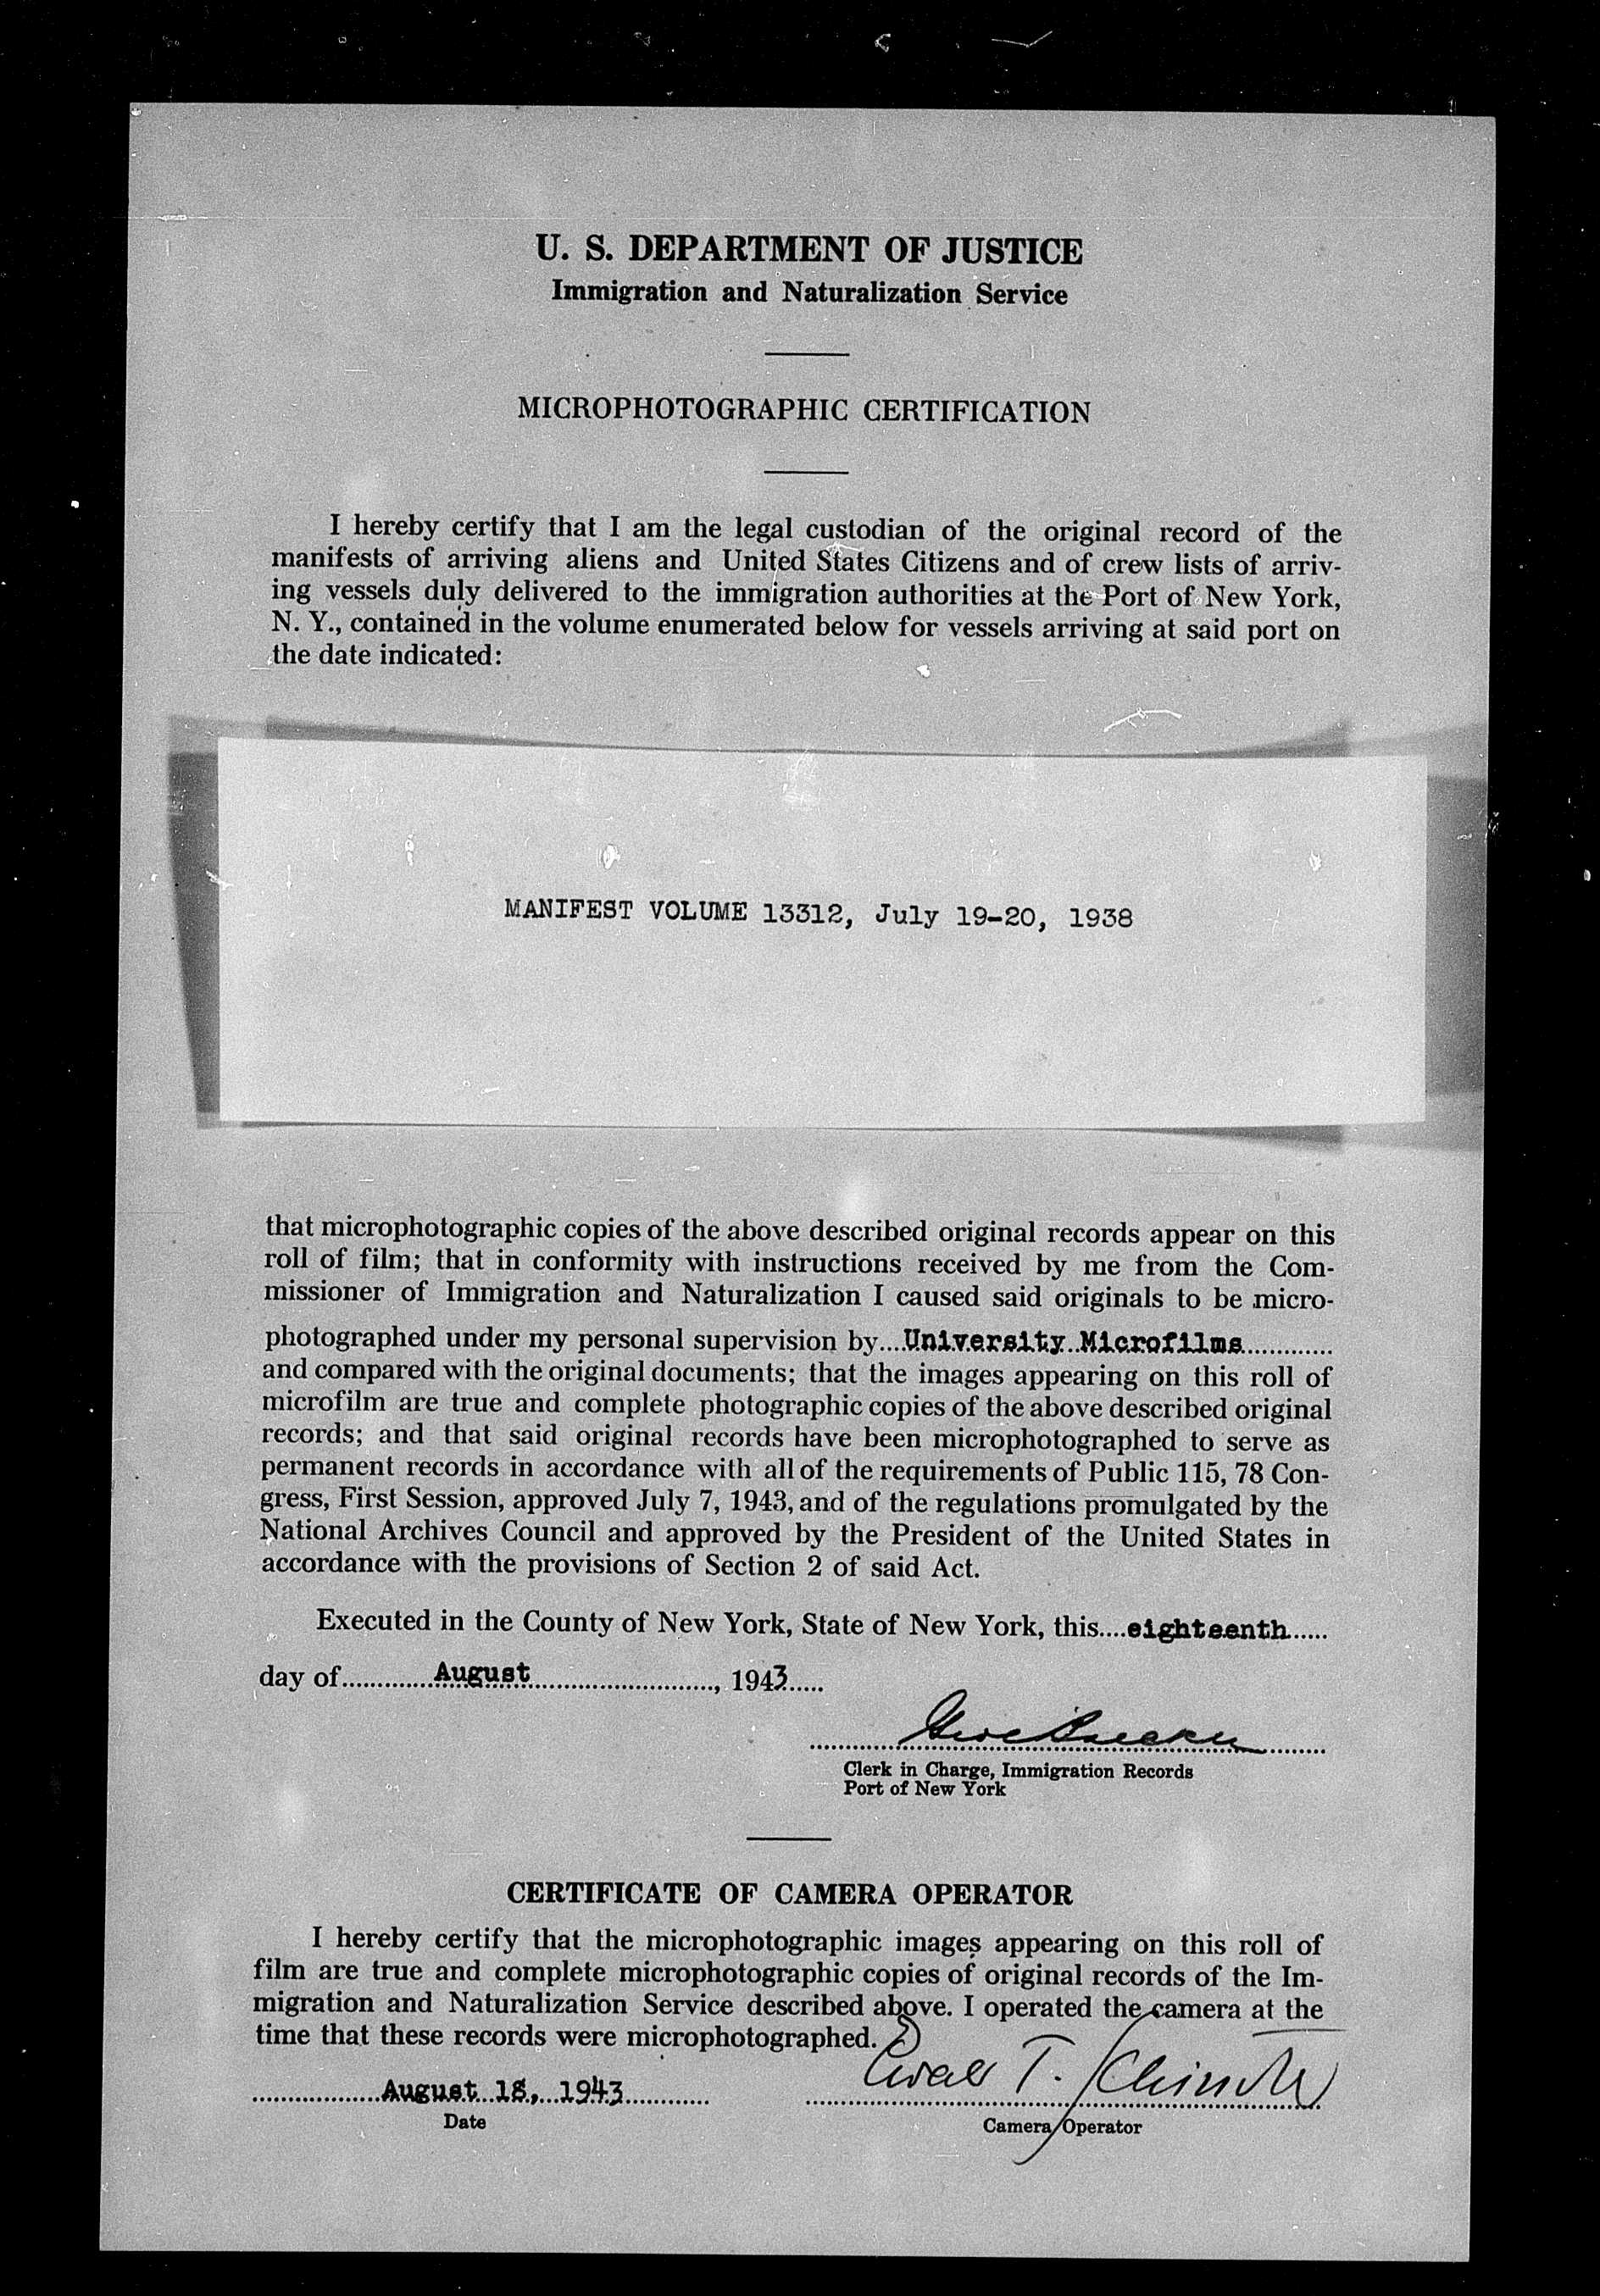 U. S. DEPARTMENT OF JUSTICE
Immigration and Naturalization Service
MICROPHOTOGRAPHIC CERTIFICATION
I hereby certify that I am the legal custodian of the original record of the
manifests of arriving aliens and United States Citizens and of crew lists of arriv-
ing vessels duly delivered to the immigration authorities at the Port of New York,
N. Y., contained in the volume enumerated below for vessels arriving at said port on
the date indicated:
MANIFEST VOLUME 13312, July 19-20, 1938
that microphotographic copies of the above described original records appear on this
roll of film; that in conformity with instructions received by me from the Com-
missioner of Immigration and Naturalization I caused said originals to be micro-
photographed under my personal supervision by....University Microfilms.............
and compared with the original documents; that the images appearing on this roll of
microfilm are true and complete photographic copies of the above described original
records; and that said original records have been microphotographed to serve as
permanent records in accordance with all of the requirements of Public 115, 78 Con-
gress, First Session, approved July 7, 1943, and of the regulations promulgated by the
National Archives Council and approved by the President of the United States in
accordance with the provisions of Section 2 of said Act.
Executed in the County of New York, State of New York, this....eighteenth.....
day of.............August..........................., 1943.....
Clerk in Charge, Immigration Records
Port of New York
CERTIFICATE OF CAMERA OPERATOR
I hereby certify that the microphotographic images appearing on this roll of
film are true and complete microphotographic copies of original records of the Im-
migration and Naturalization Service described above. I operated the camera at the
time that these records were microphotographed.
T.
August 18, 1943
Date
Camera Operator